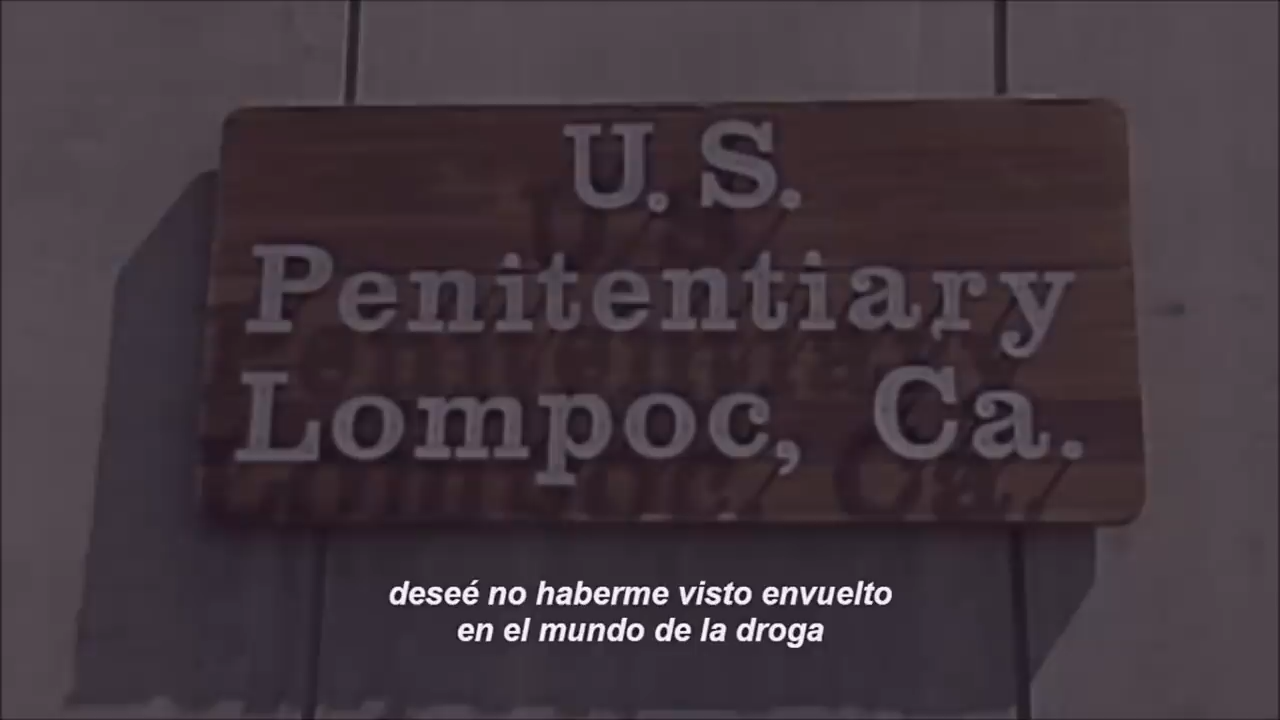 U.S.
Penitentiary
Lompoc, Ca.
deseé no haberme visto envuelto
en el mundo de la droga